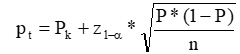 p_t = P_k + z_{1-α} * √(P * (1 − P) / n)